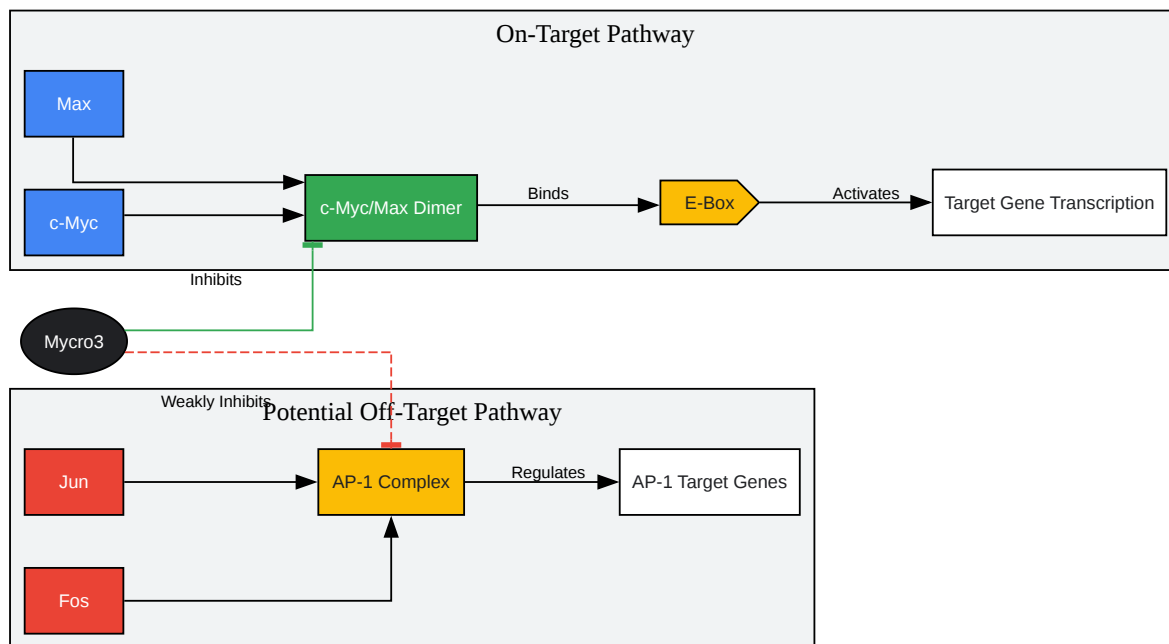 On-Target Pathway
Max
c-Myc
c-Myc/Max Dimer
Binds
E-Box
Activates
Target Gene Transcription
Inhibits
Mycro3
Weakly Inhibits
Potential Off-Target Pathway
Jun
AP-1 Complex
Regulates
AP-1 Target Genes
Fos